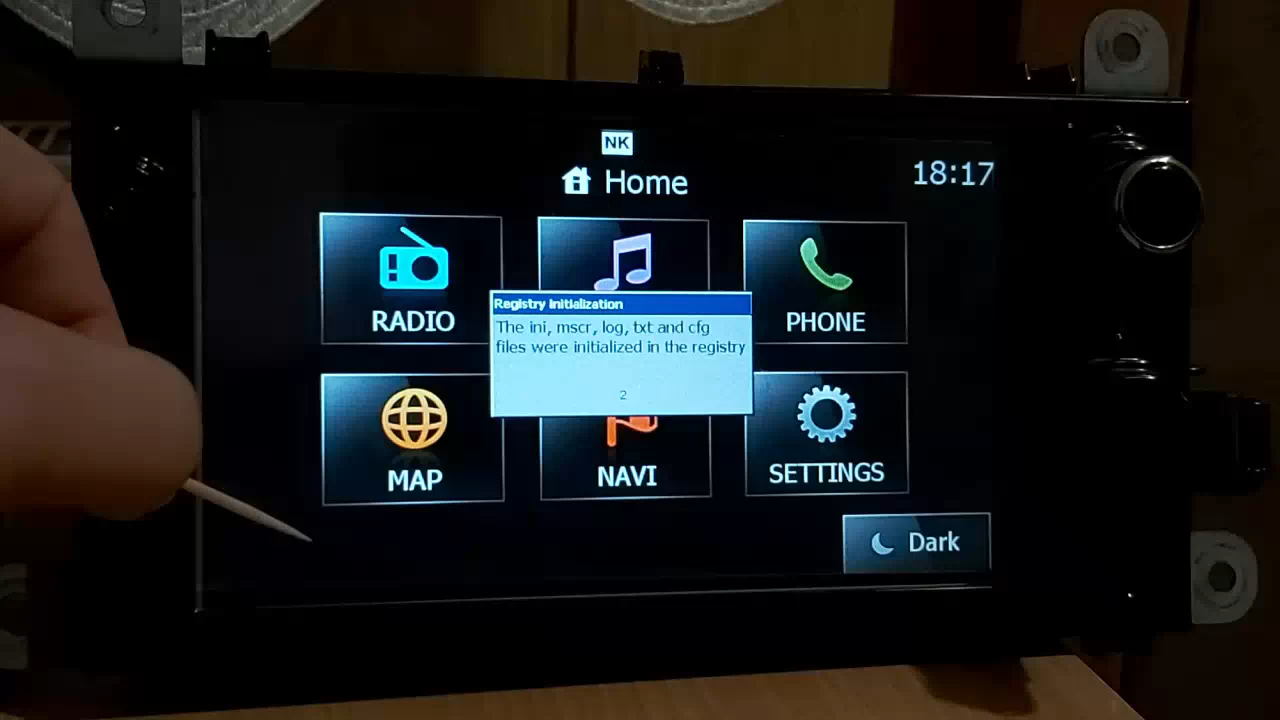 NK
Home
18:17
RADIO
PHONE
Registry Initialization
The ini, mscr, log, txt and cfg
files were initialized in the registry
2
MAP
NAVI
SETTINGS
Dark